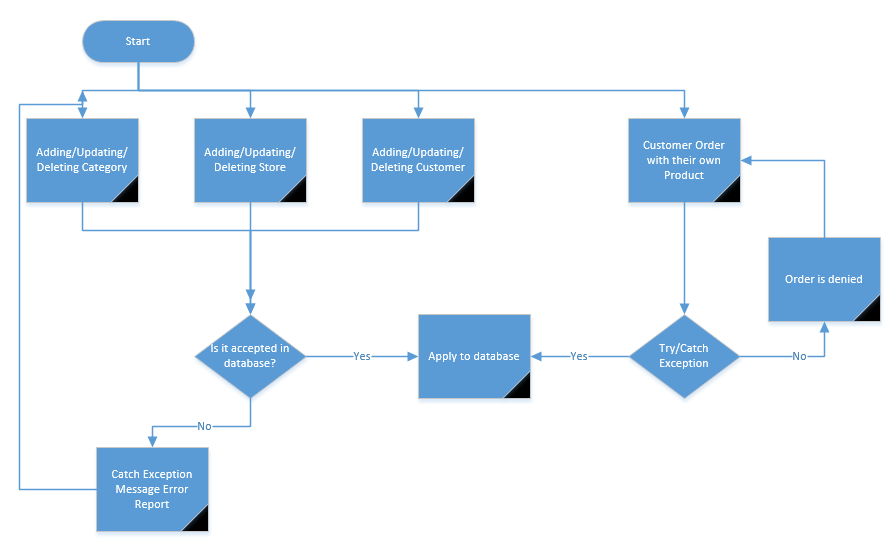 Start
Adding/Updating/
Deleting Category
Adding/Updating/
Deleting Store
Adding/Updating/
Deleting Customer
Customer Order
with their own
Product
Order is denied
Is it accepted in
database?
Yes
Apply to database
Yes
Try/Catch
Exception
No
No
Catch Exception
Message Error
Report